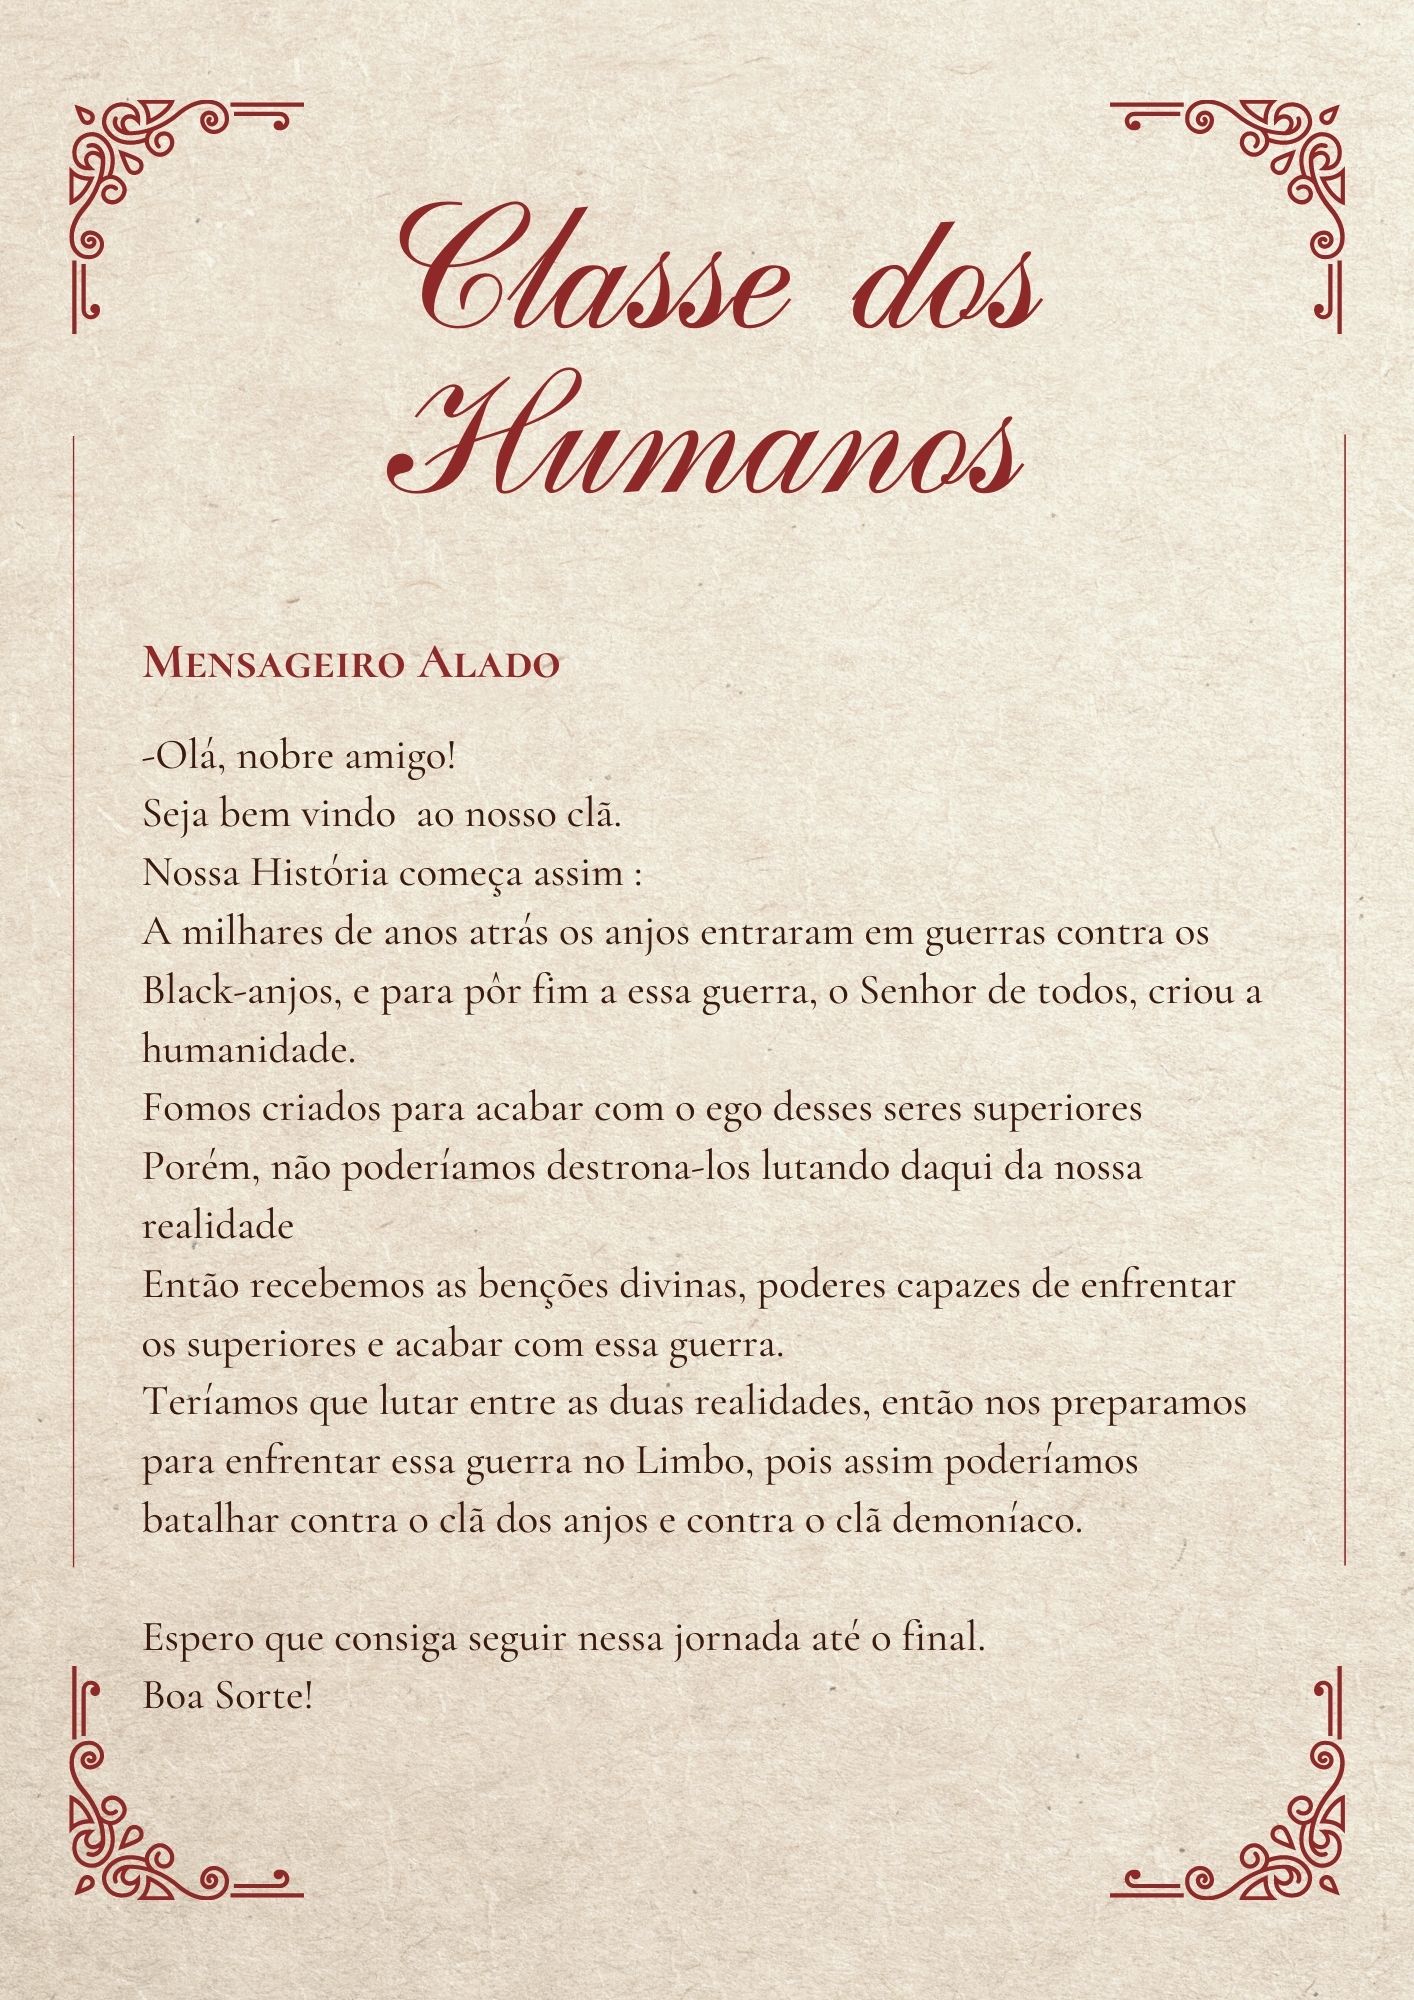 Classe dos
Humanos
Mensageiro Alado
-Olá, nobre amigo!
Seja bem vindo  ao nosso clã.
Nossa História começa assim :
A milhares de anos atrás os anjos entraram em guerras contra os
Black-anjos, e para pôr fim a essa guerra, o Senhor de todos, criou a
humanidade.
Fomos criados para acabar com o ego desses seres superiores
Porém, não poderíamos destrona-los lutando daqui da nossa
realidade
Então recebemos as benções divinas, poderes capazes de enfrentar
os superiores e acabar com essa guerra.
Teríamos que lutar entre as duas realidades, então nos preparamos
para enfrentar essa guerra no Limbo, pois assim poderíamos
batalhar contra o clã dos anjos e contra o clã demoníaco.
Espero que consiga seguir nessa jornada até o final.
Boa Sorte!